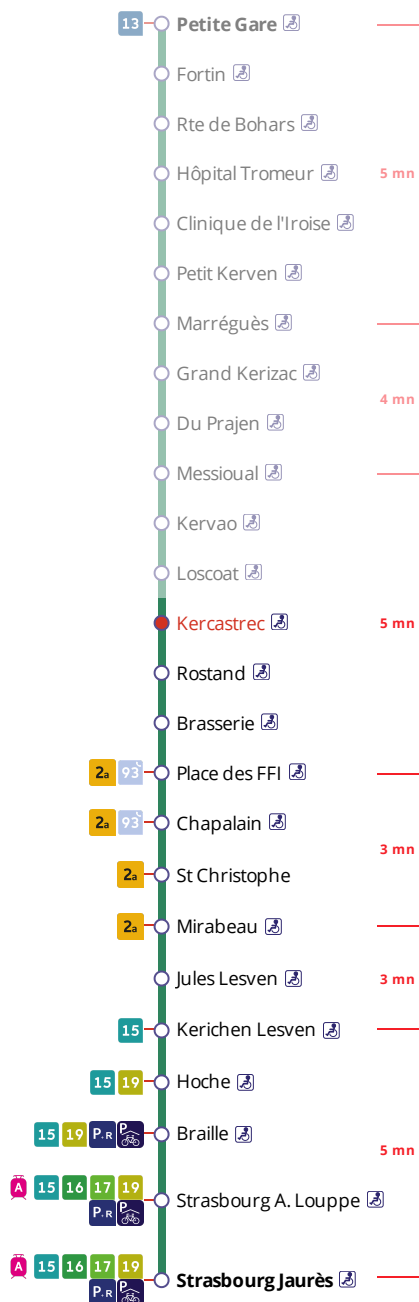 13 Petite Gare
Fortin
Rte de Bohars
Hôpital Tromeur 5 mn
Clinique de l'Iroise
Petit Kerven
Marréguès
Grand Kerizac
4 mn
Du Prajen
Messioual
Kervao
Loscoat
Kercastrec 5 mn
Rostand
Brasserie
2a 93 Place des FFI
2a 93 Chapalain
3 mn
2a St Christophe
2a Mirabeau
Jules Lesven 3 mn
15 Kerichen Lesven
15 19 Hoche
15 19 P+R P Braille
5 mn
A 15 16 17 19
Strasbourg A. Louppe
P+R P
A 15 16 17 19
Strasbourg Jaurès
P+R P